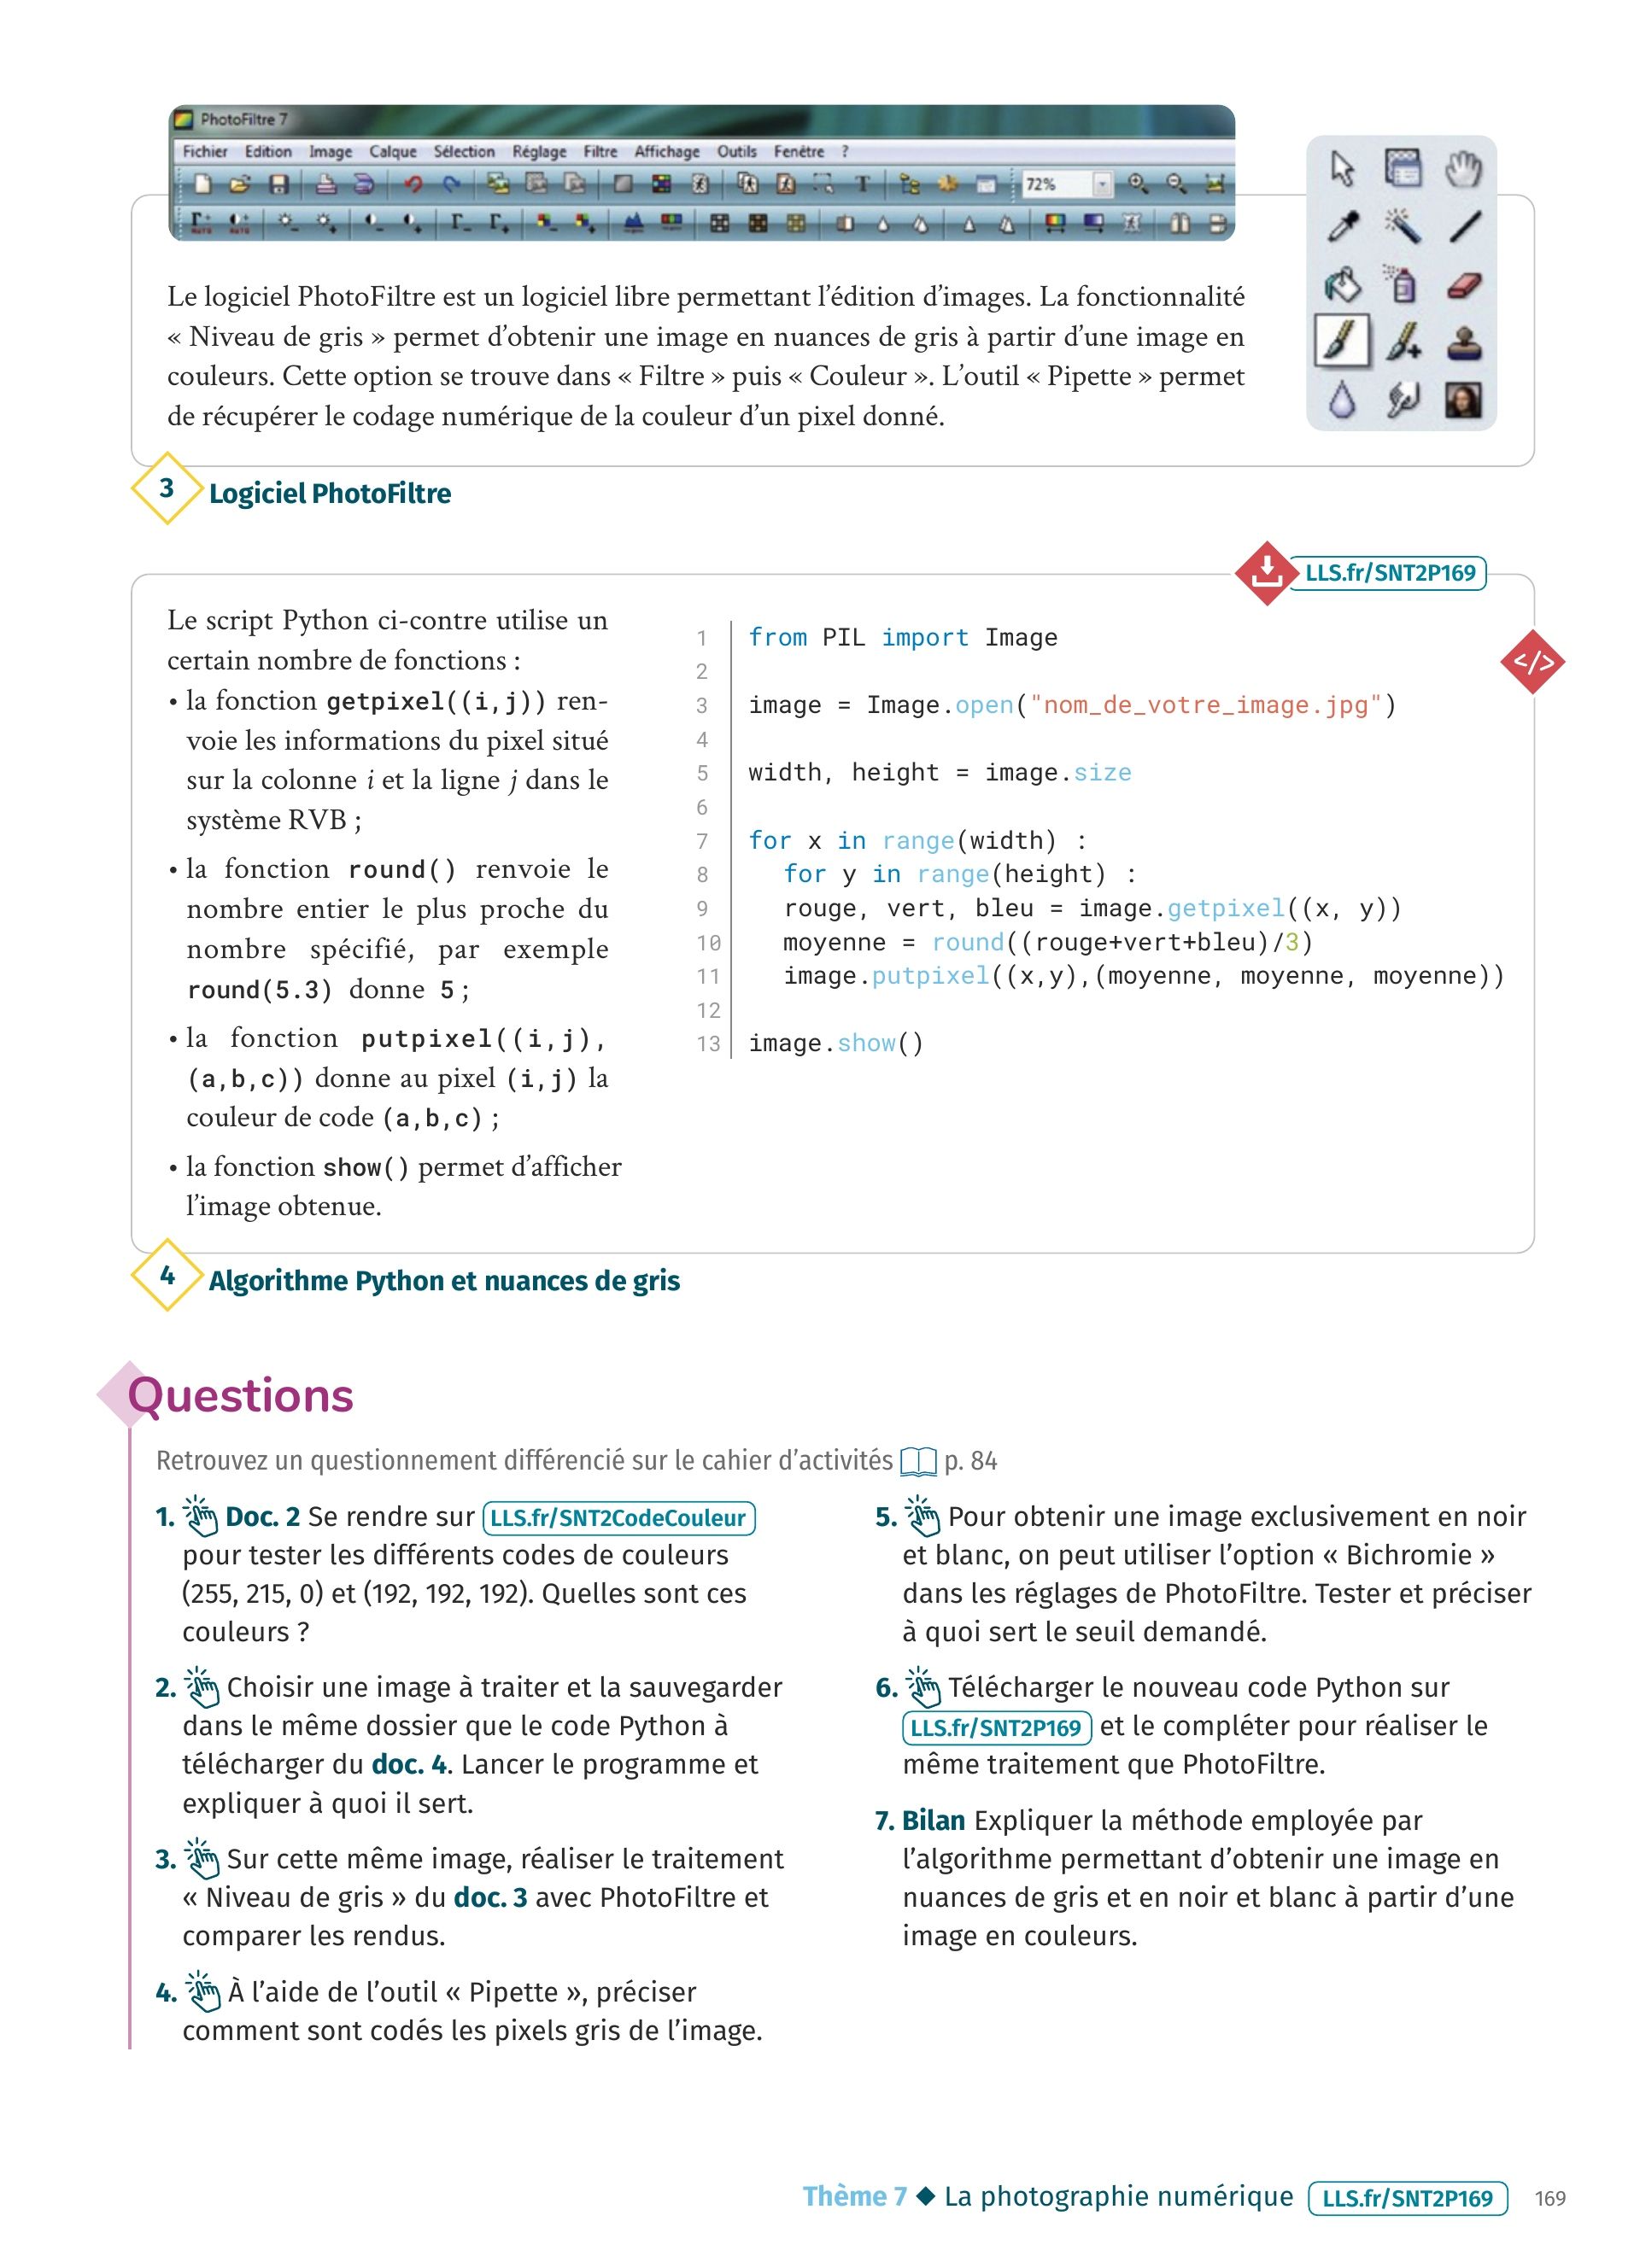 PhotoFiltre 7
Fichier Edition Image Calque Sélection Réglage Filtre Affichage Outils Fenêtre ?
72%
Le logiciel PhotoFiltre est un logiciel libre permettant l’édition d’images. La fonctionnalité
« Niveau de gris » permet d’obtenir une image en nuances de gris à partir d’une image en
couleurs. Cette option se trouve dans « Filtre » puis « Couleur ». L’outil « Pipette » permet
de récupérer le codage numérique de la couleur d’un pixel donné.
3 Logiciel PhotoFiltre
LLS.fr/SNT2P169
Le script Python ci-contre utilise un
certain nombre de fonctions :
• la fonction getpixel((i,j)) ren-
voie les informations du pixel situé
sur la colonne i et la ligne j dans le
système RVB ;
• la fonction round() renvoie le
nombre entier le plus proche du
nombre spécifié, par exemple
round(5.3) donne 5 ;
• la fonction putpixel((i,j),
(a,b,c)) donne au pixel (i,j) la
couleur de code (a,b,c) ;
• la fonction show() permet d’afficher
l’image obtenue.
</>
1 from PIL import Image
2
3 image = Image.open("nom_de_votre_image.jpg")
4
5 width, height = image.size
6
7 for x in range(width) :
8 for y in range(height) :
9 rouge, vert, bleu = image.getpixel((x, y))
10 moyenne = round((rouge+vert+bleu)/3)
11 image.putpixel((x,y),(moyenne, moyenne, moyenne))
12
13 image.show()
4 Algorithme Python et nuances de gris
Questions
Retrouvez un questionnement différencié sur le cahier d’activités p. 84
1. Doc. 2 Se rendre sur LLS.fr/SNT2CodeCouleur
pour tester les différents codes de couleurs
(255, 215, 0) et (192, 192, 192). Quelles sont ces
couleurs ?
2. Choisir une image à traiter et la sauvegarder
dans le même dossier que le code Python à
télécharger du doc. 4. Lancer le programme et
expliquer à quoi il sert.
3. Sur cette même image, réaliser le traitement
« Niveau de gris » du doc. 3 avec PhotoFiltre et
comparer les rendus.
4. À l’aide de l’outil « Pipette », préciser
comment sont codés les pixels gris de l’image.
5. Pour obtenir une image exclusivement en noir
et blanc, on peut utiliser l’option « Bichromie »
dans les réglages de PhotoFiltre. Tester et préciser
à quoi sert le seuil demandé.
6. Télécharger le nouveau code Python sur
LLS.fr/SNT2P169 et le compléter pour réaliser le
même traitement que PhotoFiltre.
7. Bilan Expliquer la méthode employée par
l’algorithme permettant d’obtenir une image en
nuances de gris et en noir et blanc à partir d’une
image en couleurs.
Thème 7 ◆ La photographie numérique LLS.fr/SNT2P169 169